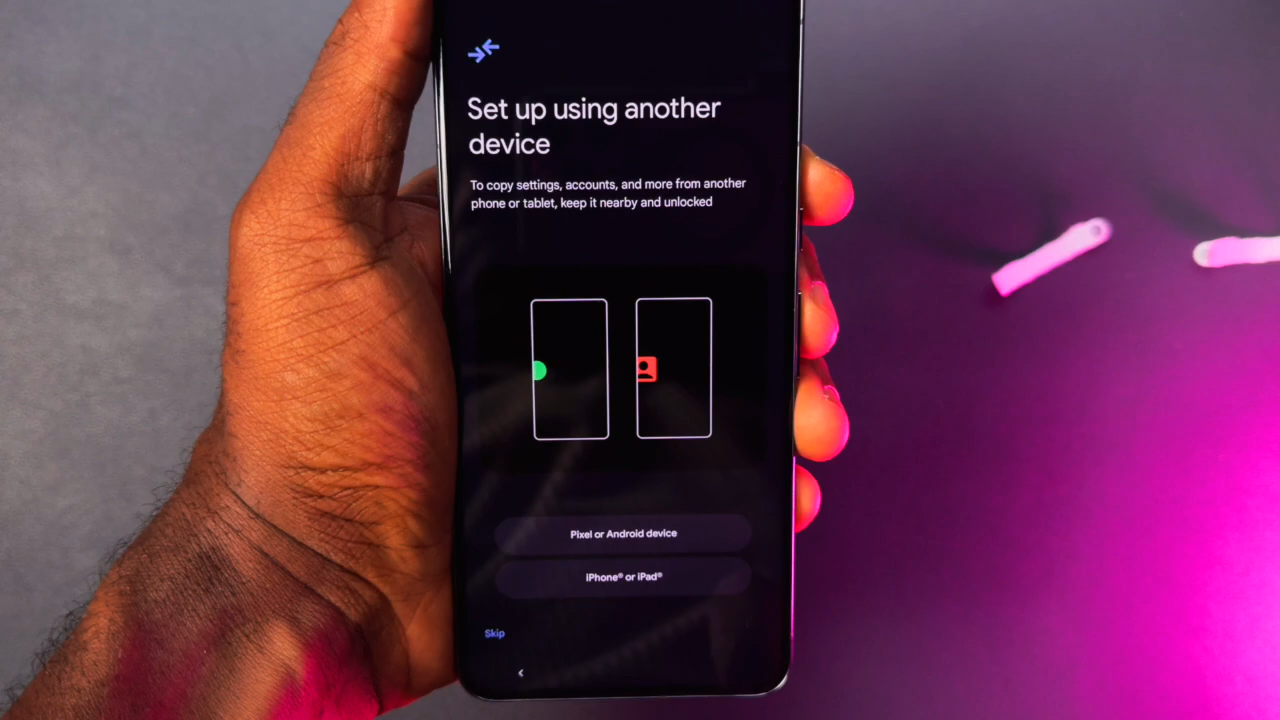 Set up using another
device
To copy settings, accounts, and more from another
phone or tablet, keep it nearby and unlocked
Pixel or Android device
iPhone® or iPad®
Skip